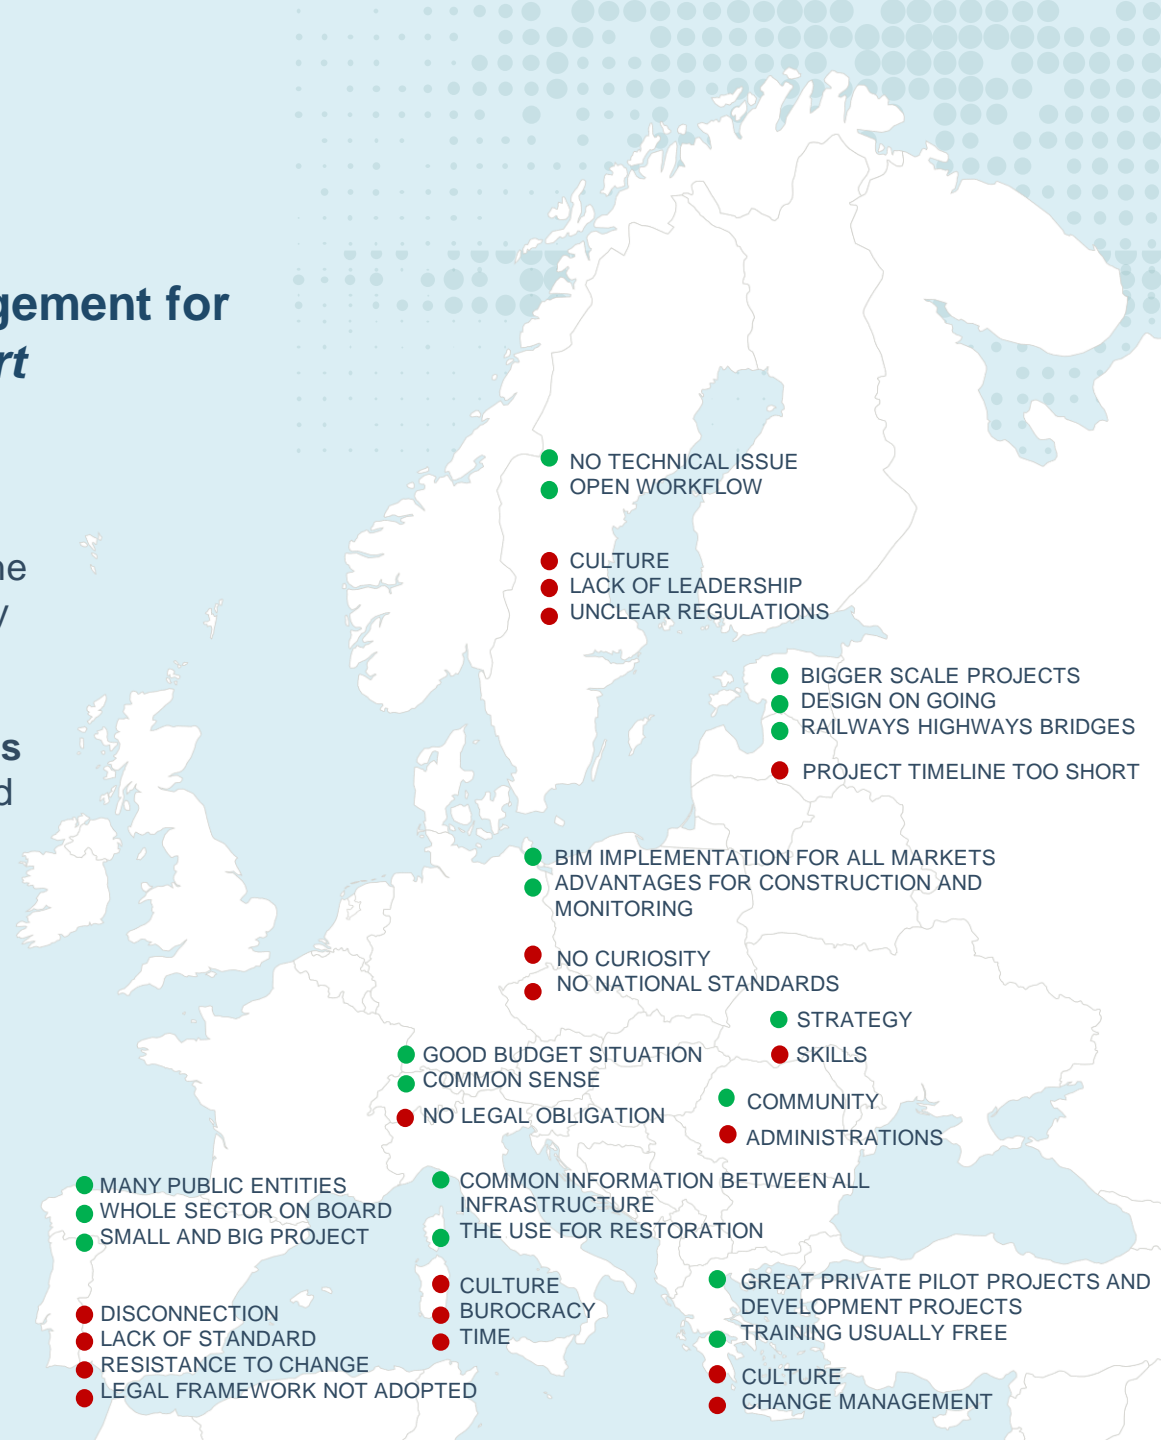 gement for
rt
NO TECHNICAL ISSUE
OPEN WORKFLOW
ne
CULTURE
LACK OF LEADERSHIP
y
UNCLEAR REGULATIONS
BIGGER SCALE PROJECTS
DESIGN ON GOING
RAILWAYS HIGHWAYS BRIDGES
s
PROJECT TIMELINE TOO SHORT
d
BIM IMPLEMENTATION FOR ALL MARKETS
ADVANTAGES FOR CONSTRUCTION AND
MONITORING
NO CURIOSITY
NO NATIONAL STANDARDS
STRATEGY
SKILLS
GOOD BUDGET SITUATION
COMMON SENSE
NO LEGAL OBLIGATION
COMMUNITY
ADMINISTRATIONS
MANY PUBLIC ENTITIES
WHOLE SECTOR ON BOARD
SMALL AND BIG PROJECT
DISCONNECTION
LACK OF STANDARD
RESISTANCE TO CHANGE
LEGAL FRAMEWORK NOT ADOPTED
COMMON INFORMATION BETWEEN ALL
INFRASTRUCTURE
THE USE FOR RESTORATION
CULTURE
BUROCRACY
TIME
GREAT PRIVATE PILOT PROJECTS AND
DEVELOPMENT PROJECTS
TRAINING USUALLY FREE
CULTURE
CHANGE MANAGEMENT